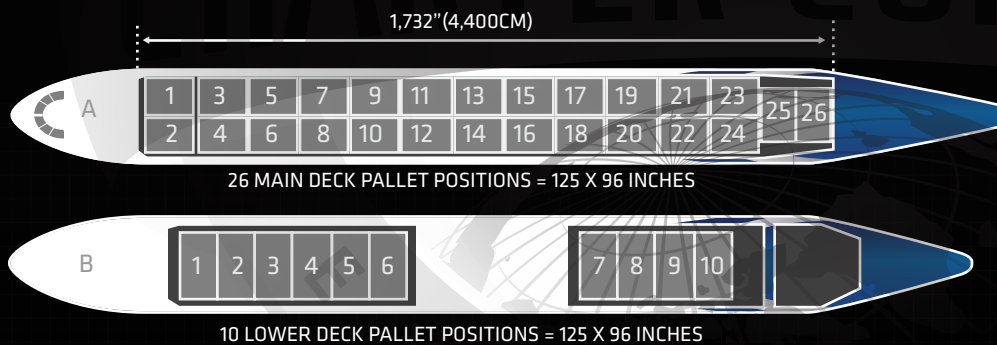 1,732”(4,400CM)
A
1 3 5 7 9 11 13 15 17 19 21 23 25 26
2 4 6 8 10 12 14 16 18 20 22 24
26 MAIN DECK PALLET POSITIONS = 125 X 96 INCHES
B
1 2 3 4 5 6 7 8 9 10
10 LOWER DECK PALLET POSITIONS = 125 X 96 INCHES